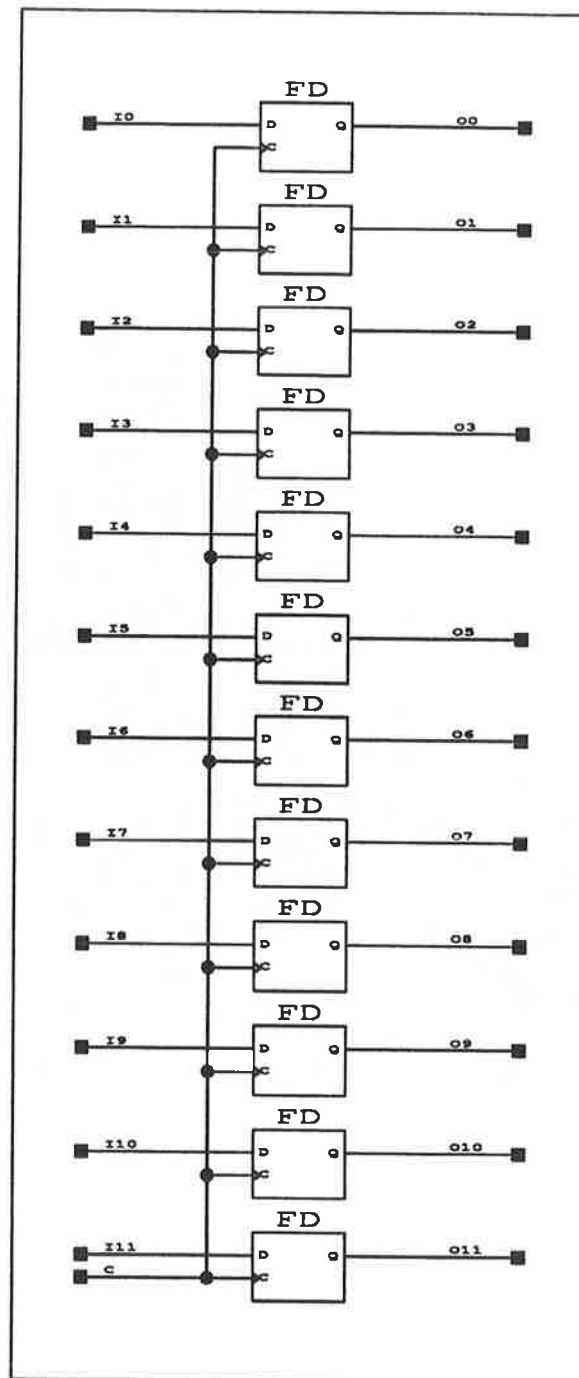 FD
I0 D Q O0
C
FD
I1 D Q O1
C
FD
I2 D Q O2
C
FD
I3 D Q O3
C
FD
I4 D Q O4
C
FD
I5 D Q O5
C
FD
I6 D Q O6
C
FD
I7 D Q O7
C
FD
I8 D Q O8
C
FD
I9 D Q O9
C
FD
I10 D Q O10
C
FD
I11 D Q O11
C C